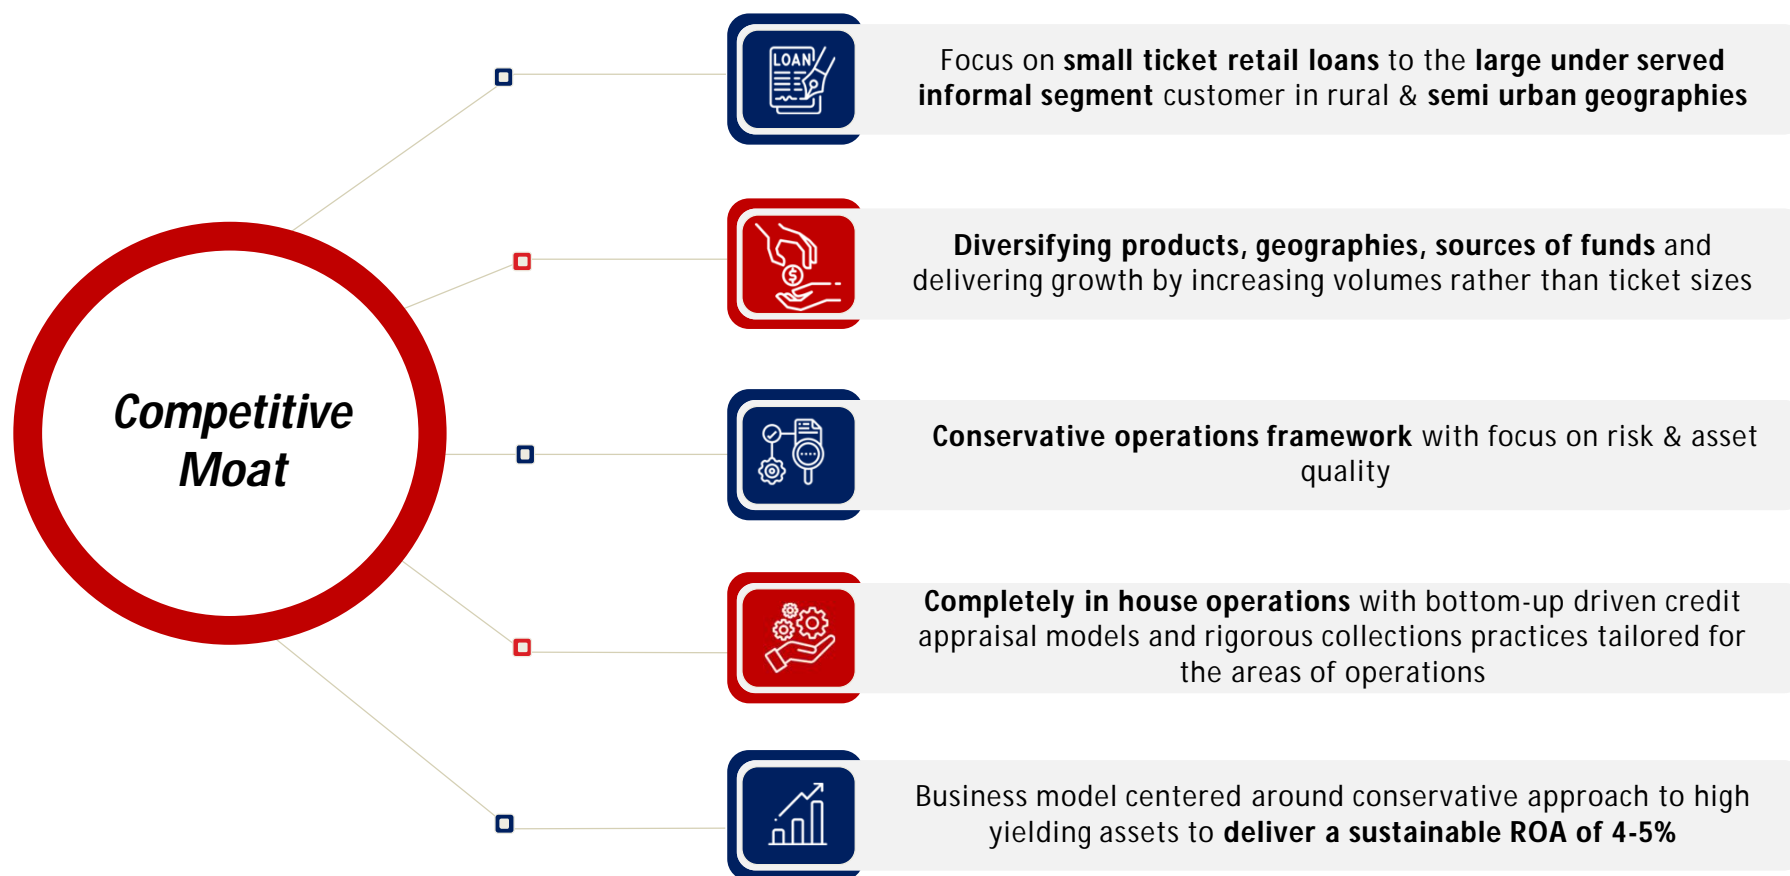 Competitive
Moat
LOAN
Focus on small ticket retail loans to the large under served
informal segment customer in rural & semi urban geographies
$
Diversifying products, geographies, sources of funds and
delivering growth by increasing volumes rather than ticket sizes
Conservative operations framework with focus on risk & asset
quality
Completely in house operations with bottom-up driven credit
appraisal models and rigorous collections practices tailored for
the areas of operations
Business model centered around conservative approach to high
yielding assets to deliver a sustainable ROA of 4-5%